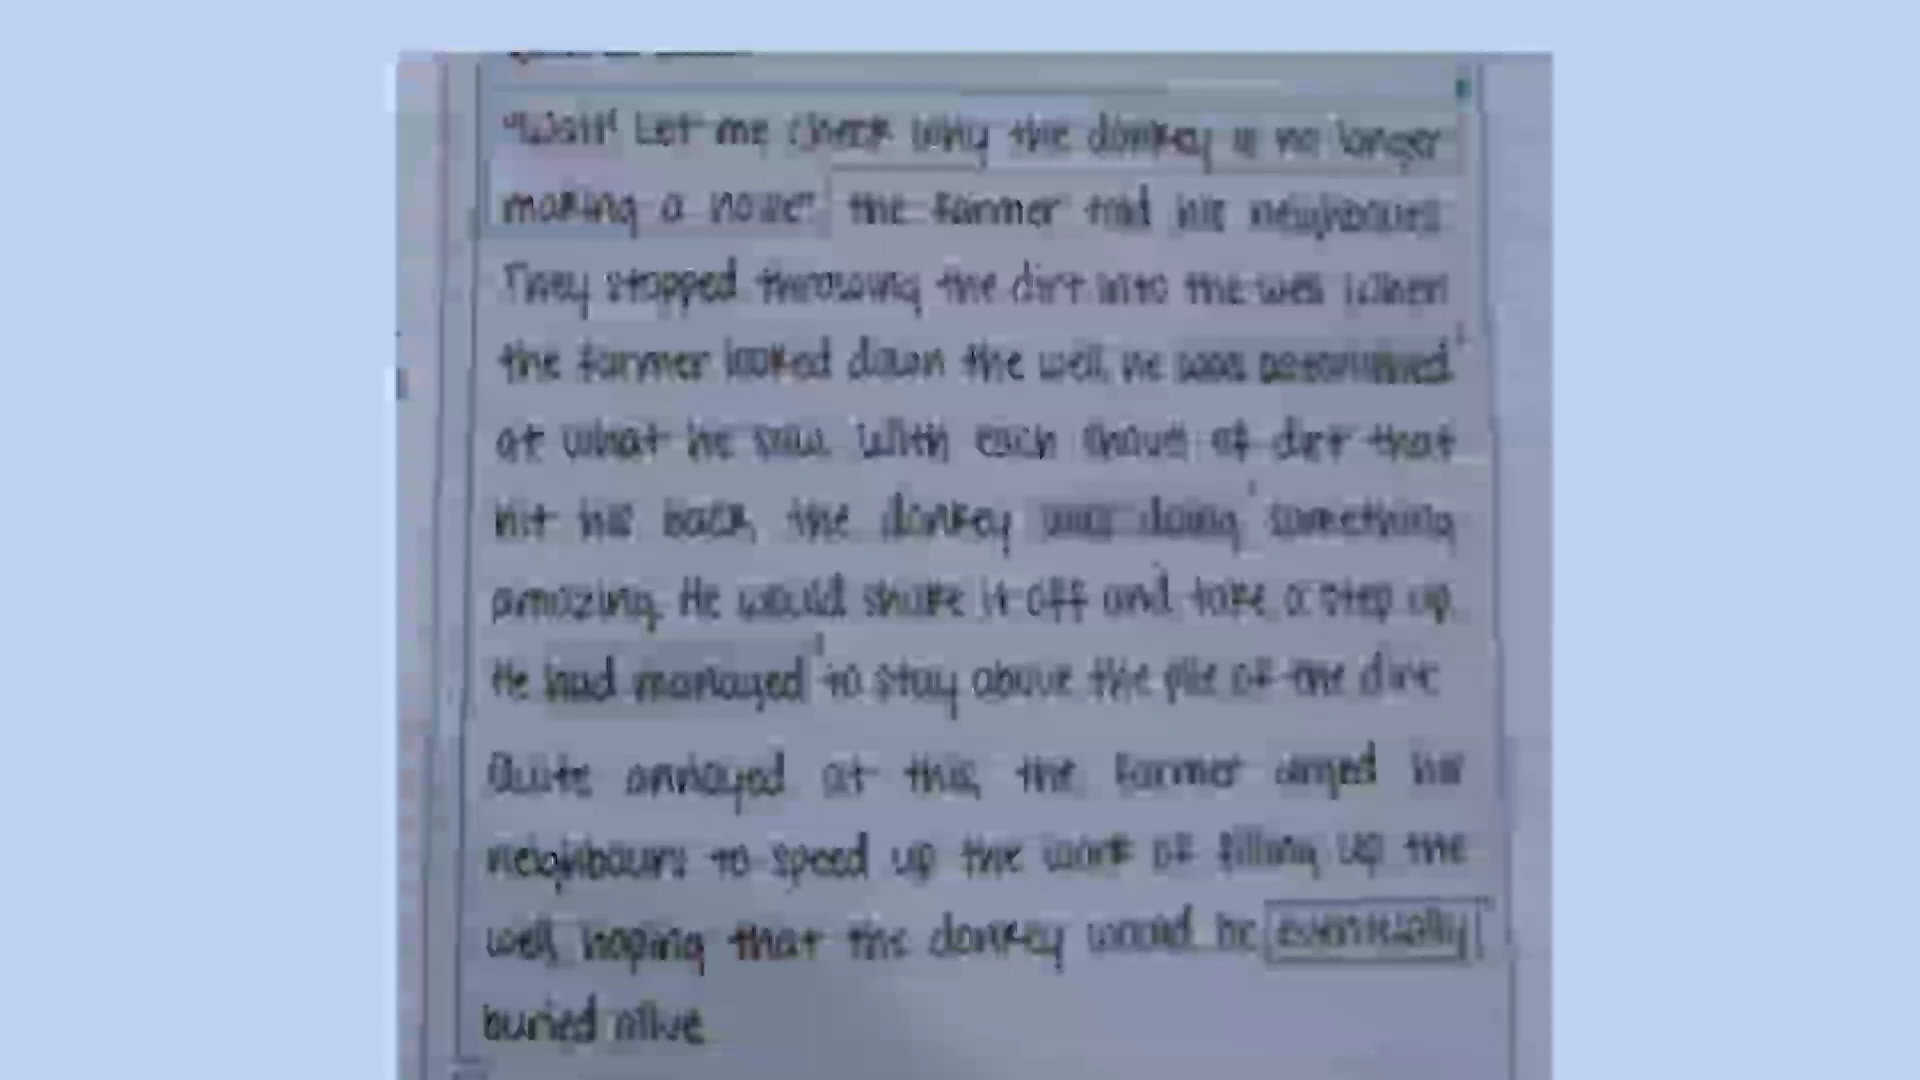 "Wait! Let me check why the donkey is no longer
making a noise", the farmer told his neighbours.
They stopped throwing the dirt into the well. When
the farmer looked down the well, he was astonished
at what he saw. With each shovel of dirt that
hit his back, the donkey was doing something
amazing. He would shake it off and take a step up.
He had managed to stay above the pile of the dirt.
Quite annoyed at this, the farmer urged his
neighbours to speed up the work of filling up the
well, hoping that the donkey would be eventually
buried alive.